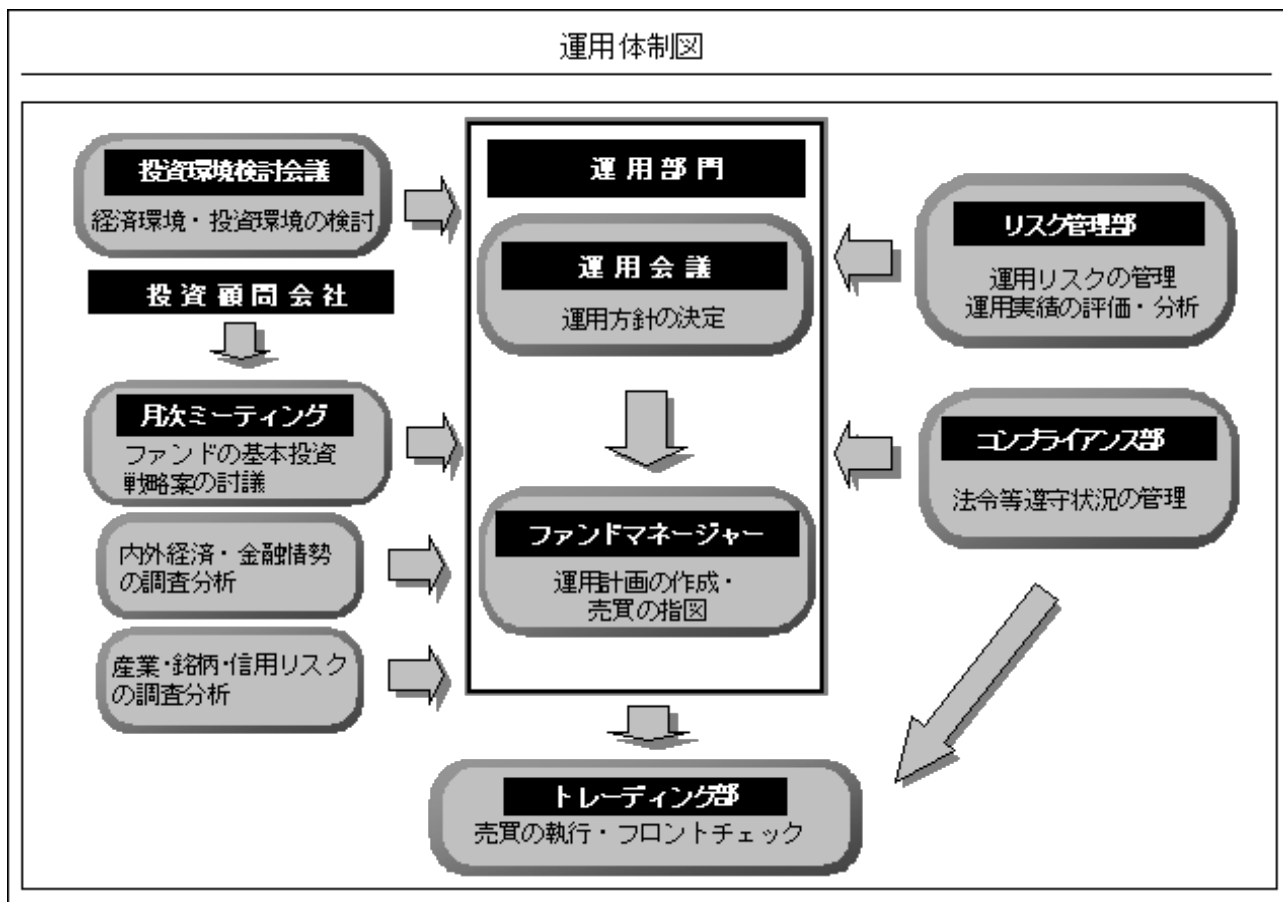 運用体制図
投資環境検討会議
経済環境・投資環境の検討
投資顧問会社
月次ミーティング
ファンドの基本投資
戦略案の討議
内外経済・金融情勢
の調査分析
産業・銘柄・信用リスク
の調査分析
運用部門
運用会議
運用方針の決定
ファンドマネージャー
運用計画の作成・
売買の指図
リスク管理部
運用リスクの管理
運用実績の評価・分析
コンプライアンス部
法令等遵守状況の管理
トレーディング部
売買の執行・フロントチェック